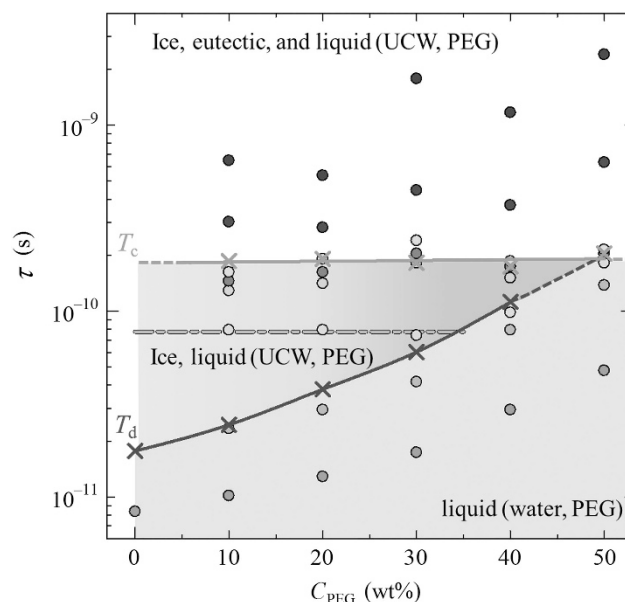 Ice, eutectic, and liquid (UCW, PEG)
10⁻⁹
T_c
τ (s)
10⁻¹⁰
Ice, liquid (UCW, PEG)
T_d
10⁻¹¹
liquid (water, PEG)
0 10 20 30 40 50
C_PEG (wt%)